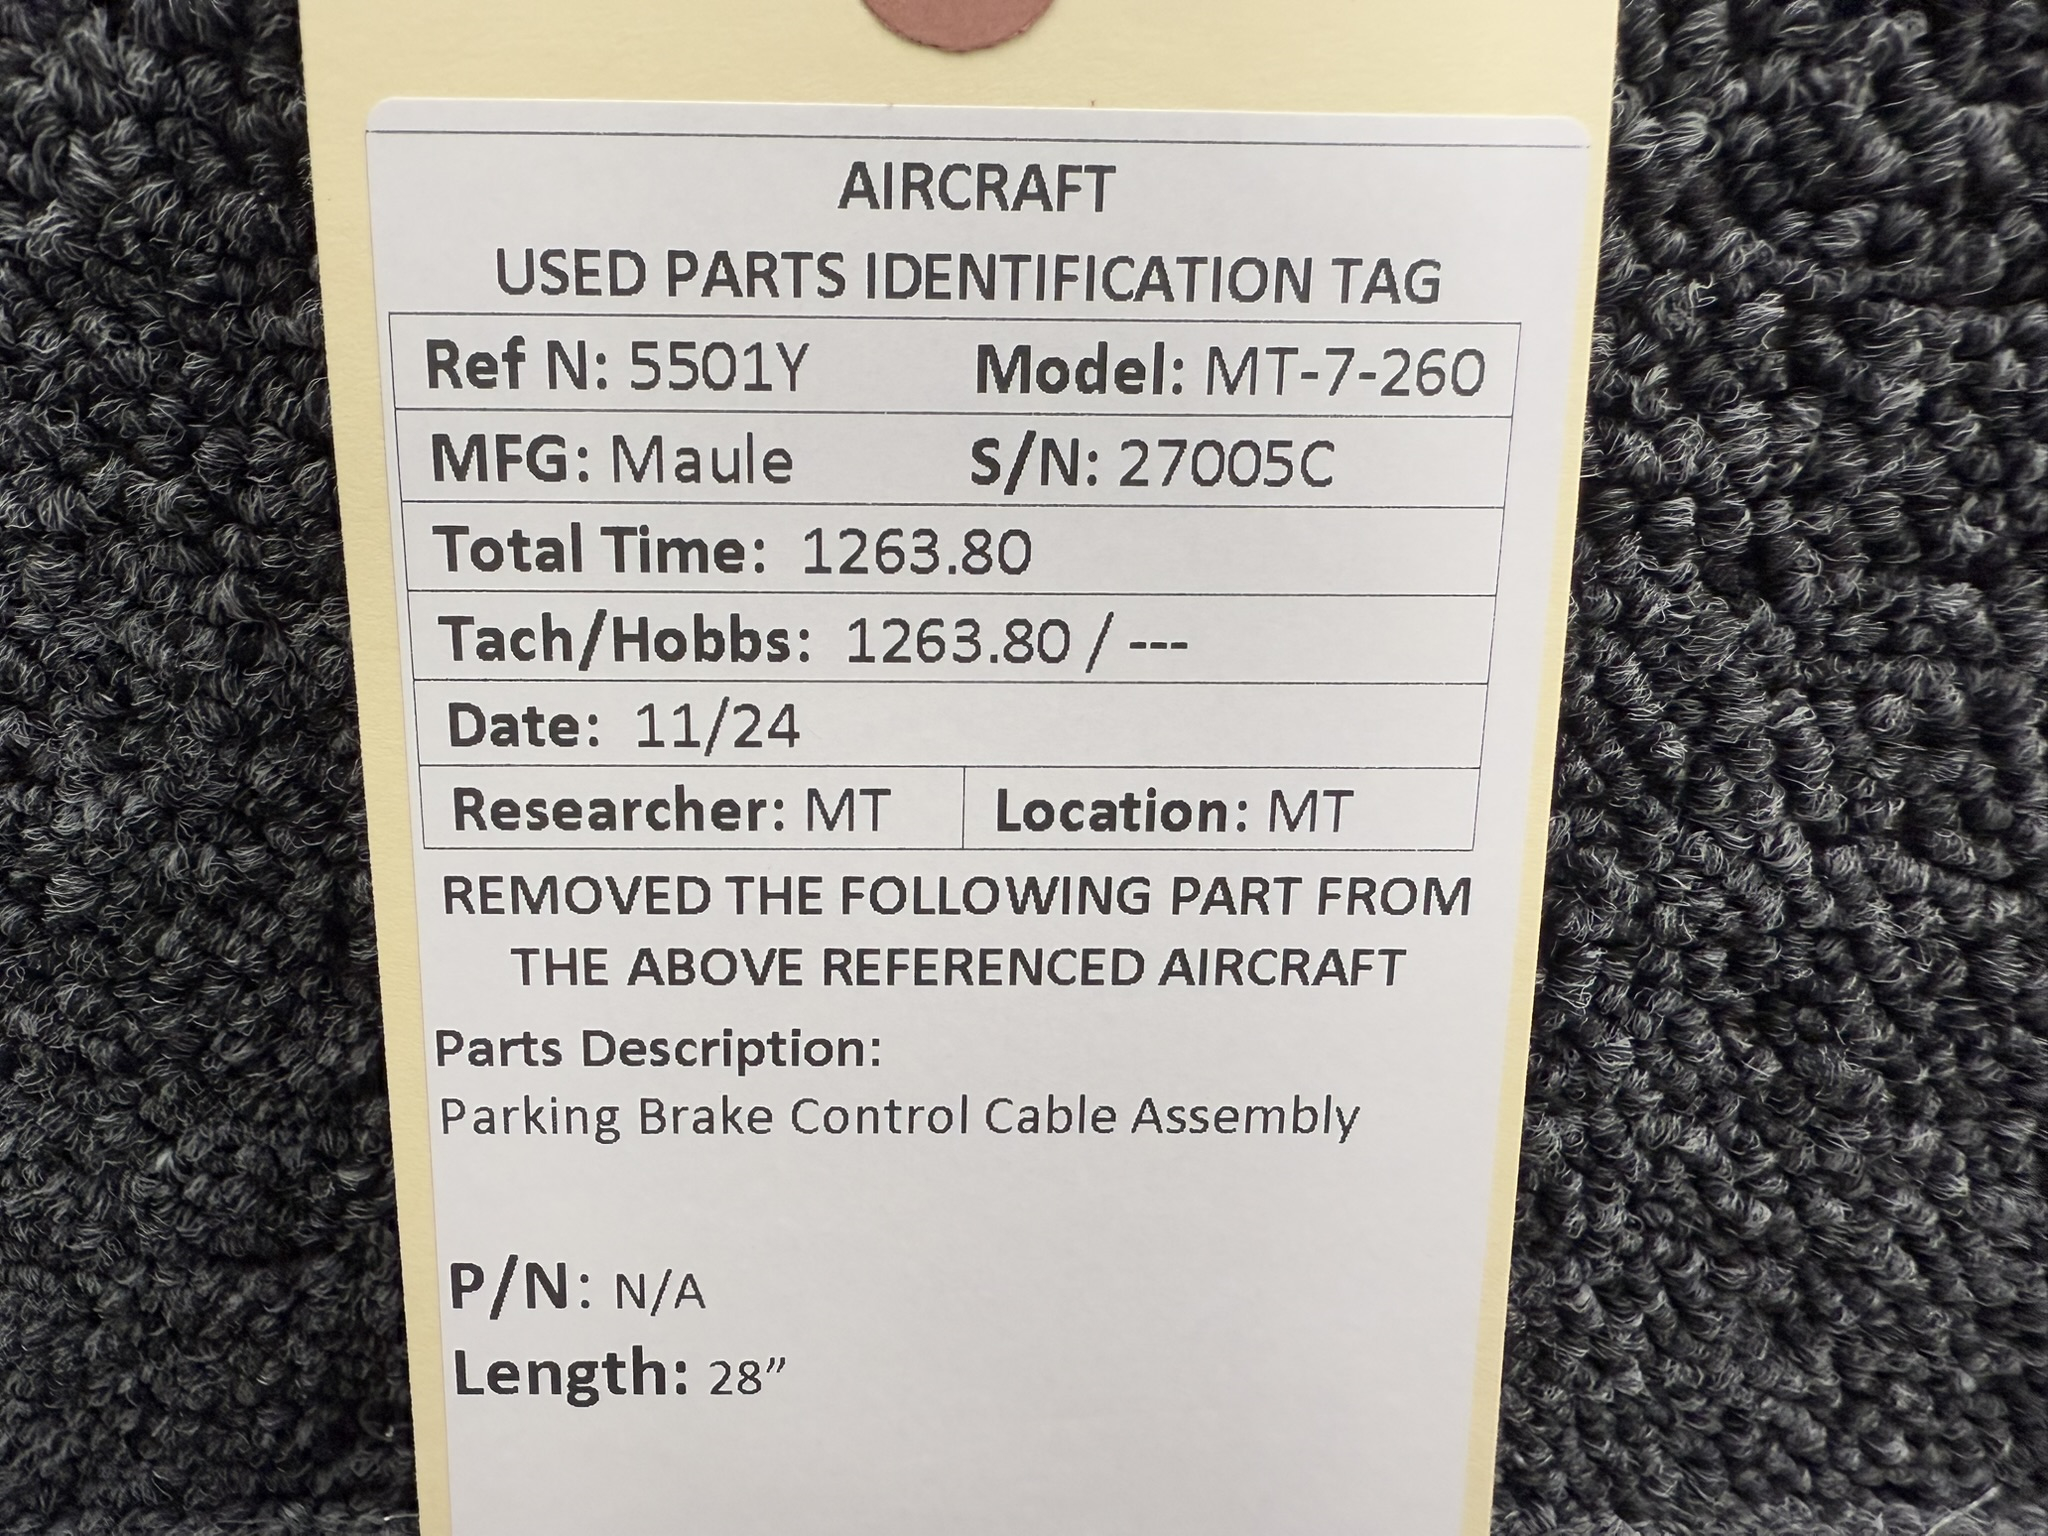 AIRCRAFT
USED PARTS IDENTIFICATION TAG
Ref N: 5501Y Model: MT-7-260
MFG: Maule S/N: 27005C
Total Time: 1263.80
Tach/Hobbs: 1263.80 / ---
Date: 11/24
Researcher: MT Location: MT
REMOVED THE FOLLOWING PART FROM
THE ABOVE REFERENCED AIRCRAFT
Parts Description:
Parking Brake Control Cable Assembly
P/N: N/A
Length: 28”